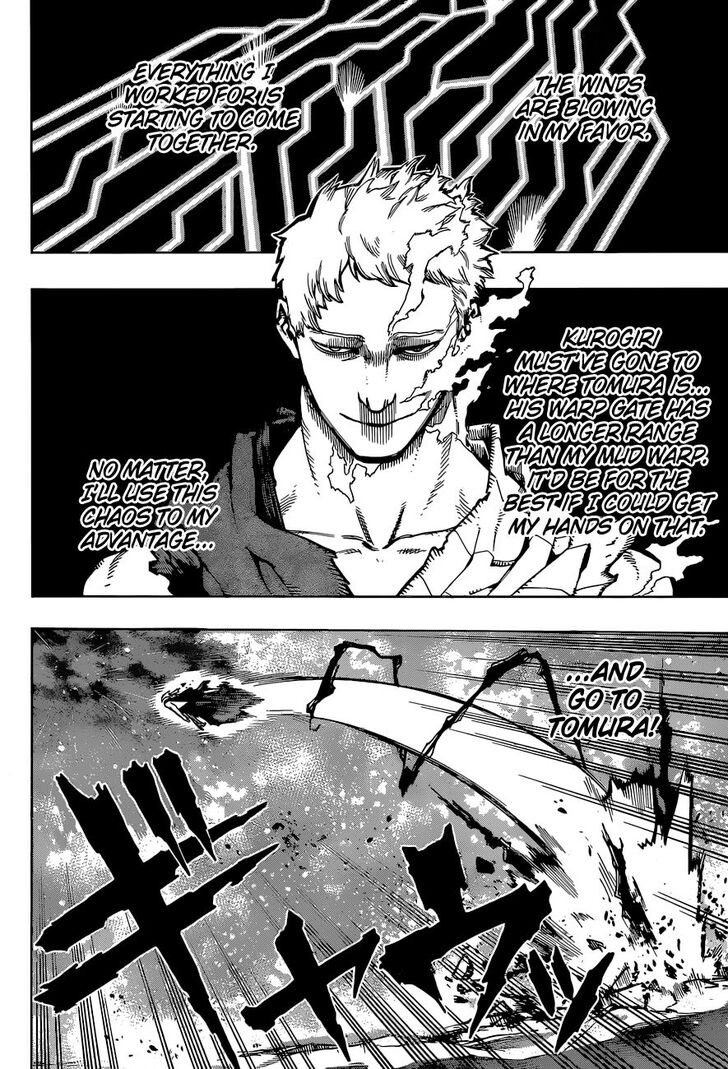 THE WINDS
ARE BLOWING
IN MY FAVOR.
EVERYTHING I
WORKED FOR IS
STARTING TO COME
TOGETHER.
KUROGIRI
MUST'VE GONE TO
WHERE TOMURA IS...
HIS WARP GATE HAS
A LONGER RANGE
THAN MY MUD WARP.
IT'D BE FOR THE
BEST IF I COULD GET
MY HANDS ON THAT.
NO MATTER,
I'LL USE THIS
CHAOS TO MY
ADVANTAGE...
...AND
GO TO
TOMURA!
ギャウッ